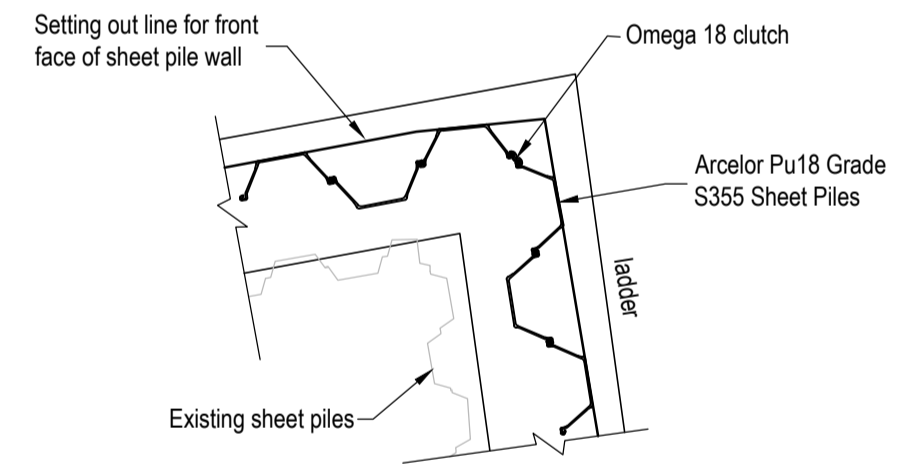 Setting out line for front
face of sheet pile wall
Omega 18 clutch
Arcelor Pu18 Grade
S355 Sheet Piles
ladder
Existing sheet piles